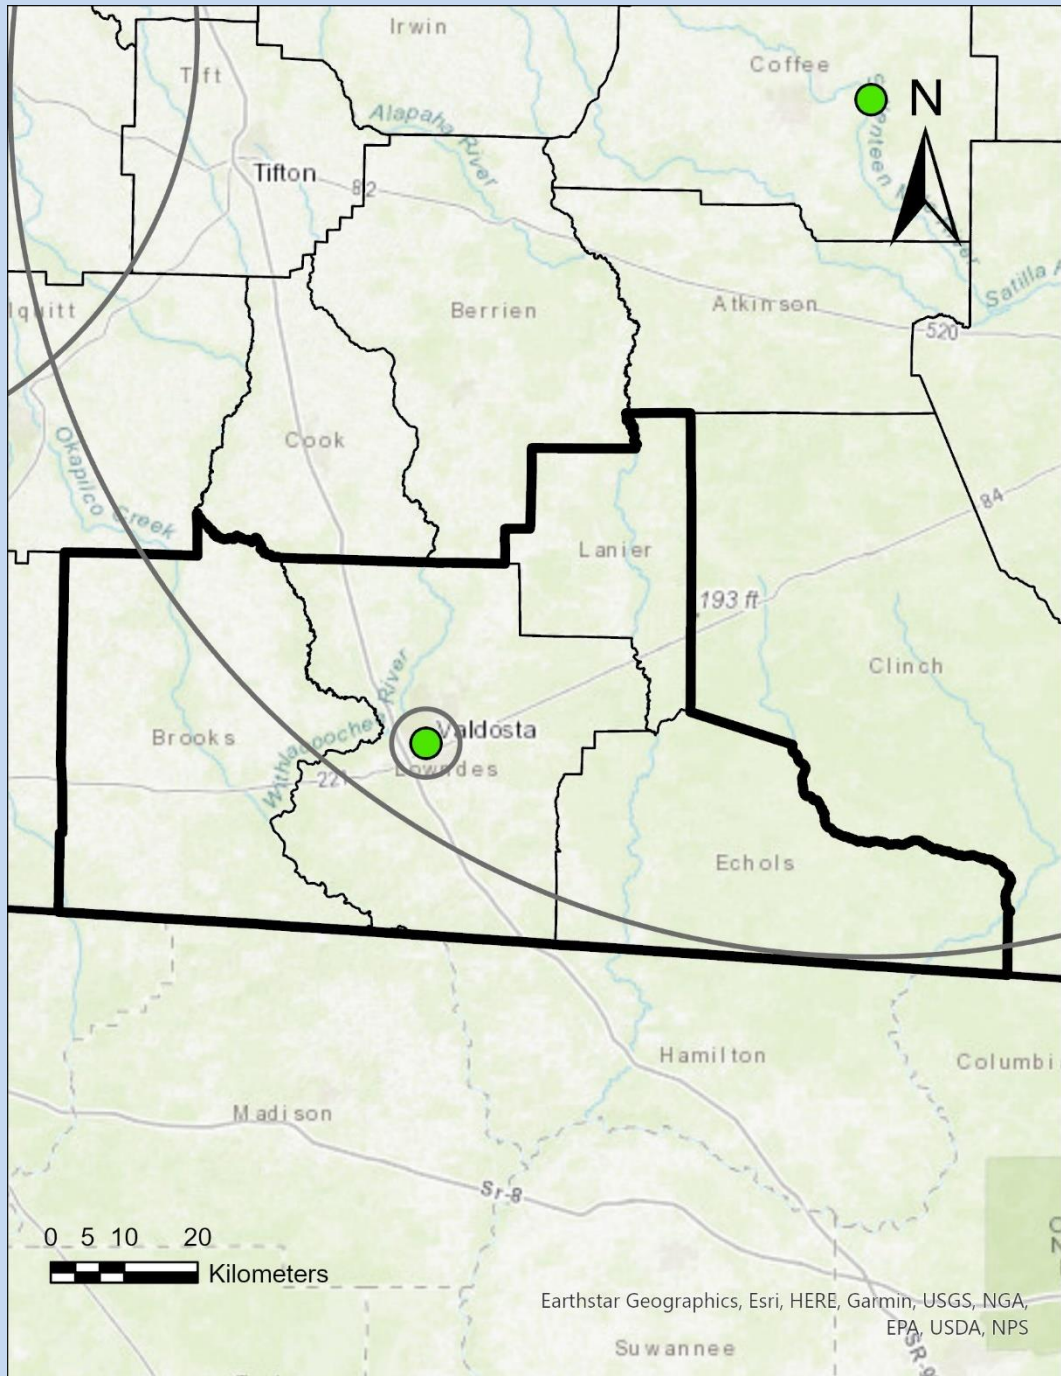 Irwin
Coffee
Tift
N
Alapaha River
Tifton
82
lquitt
Berrien
Atkinson
Satilla
520
Okapilco Creek
Cook
84
Lanier
193 ft
Clinch
Withlacoochee River
Valdosta
Brooks
Lowndes
221
Echols
Hamilton
Columbi
Madison
Sr-8
0 5 10 20
Kilometers
Earthstar Geographics, Esri, HERE, Garmin, USGS, NGA,
EPA, USDA, NPS
Suwannee